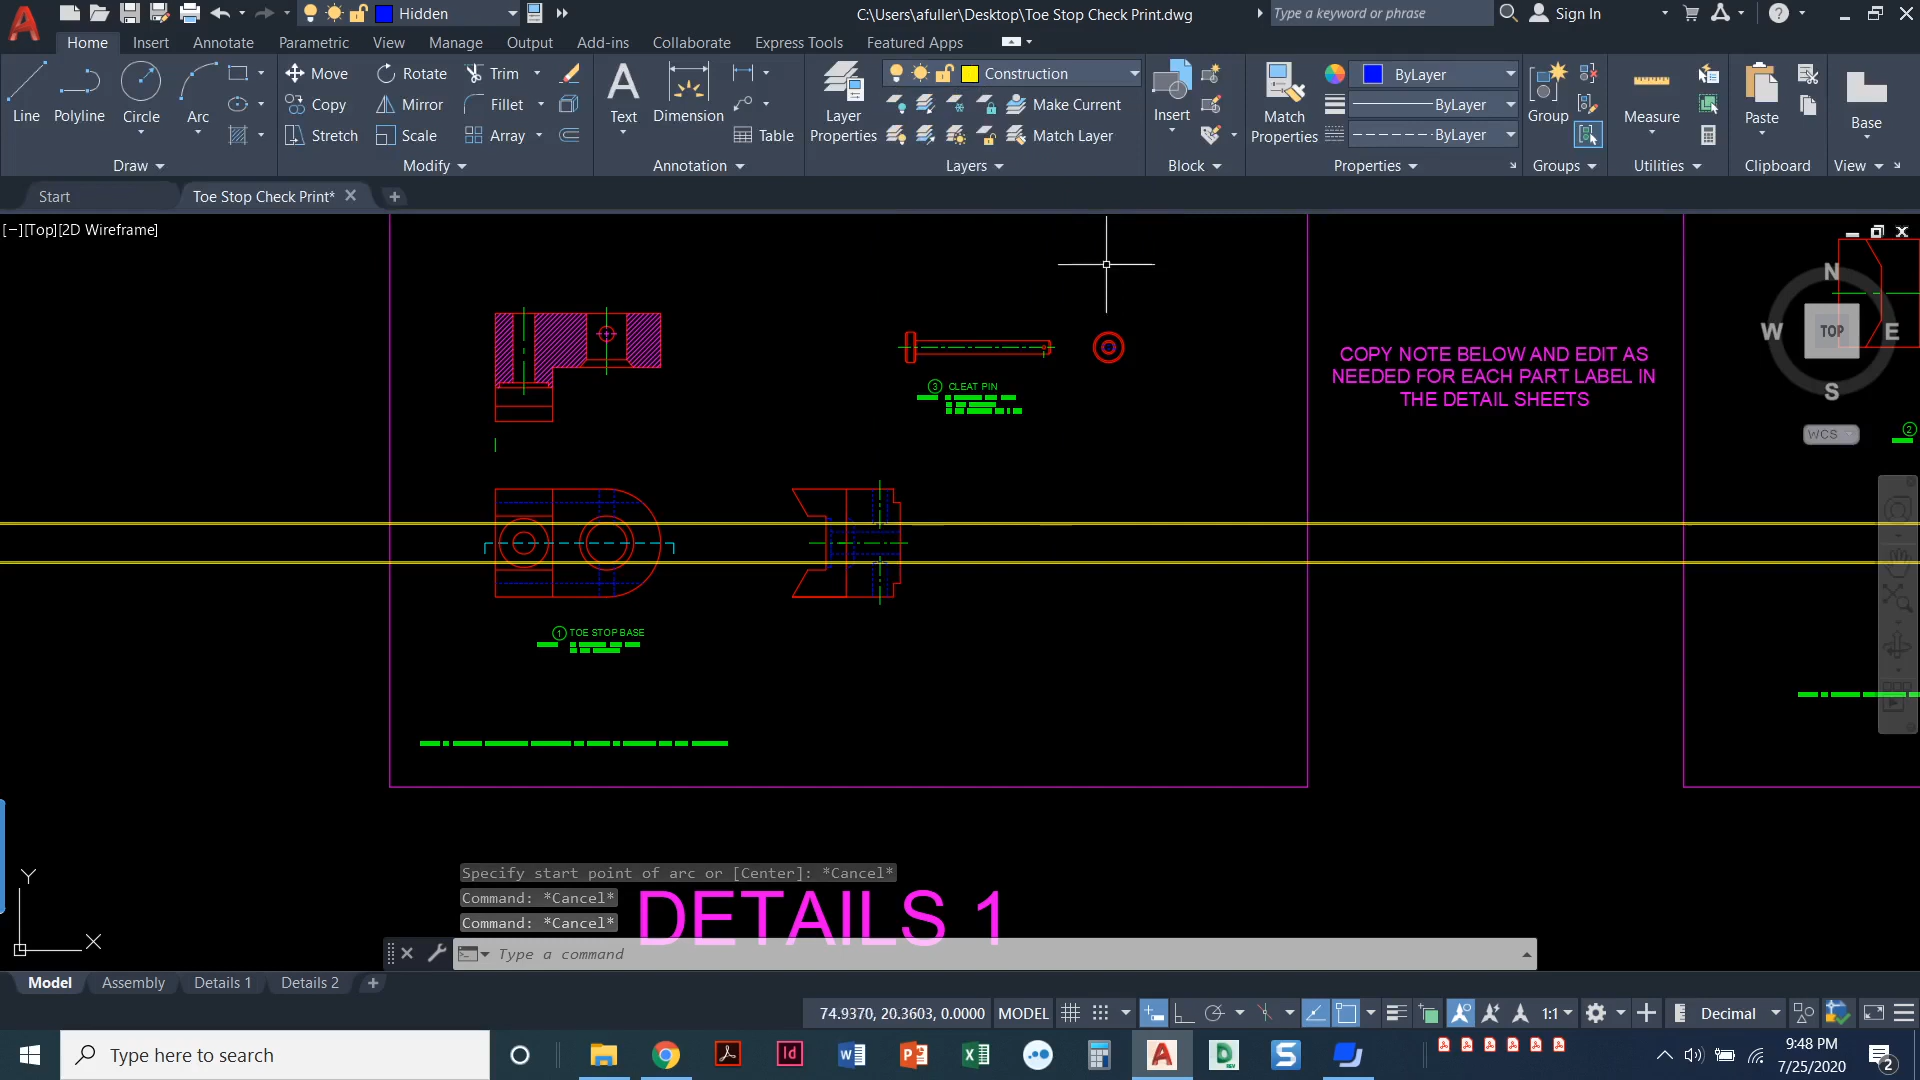 Hidden
C:\Users\afuller\Desktop\Toe Stop Check Print.dwg
Type a keyword or phrase
Sign In
Home Insert Annotate Parametric View Manage Output Add-ins Collaborate Express Tools Featured Apps
Line Polyline Circle Arc
Draw
Move Rotate Trim
Copy Mirror Fillet
Stretch Scale Array
Modify
Text Dimension Table
Annotation
Layer Properties
Construction
Make Current
Match Layer
Layers
Insert
Block
Match Properties
ByLayer
ByLayer
ByLayer
Properties
Group
Groups
Measure
Utilities
Paste
Clipboard
Base
View
Start
Toe Stop Check Print*
[−][Top][2D Wireframe]
N
W TOP E
S
WCS
3 CLEAT PIN
COPY NOTE BELOW AND EDIT AS
NEEDED FOR EACH PART LABEL IN
THE DETAIL SHEETS
2
1 TOE STOP BASE
DETAILS 1
Y
X
Specify start point of arc or [Center]: *Cancel*
Command: *Cancel*
Command: *Cancel*
Type a command
Model Assembly Details 1 Details 2
74.9370, 20.3603, 0.0000 MODEL
1:1
Decimal
Type here to search
9:48 PM
7/25/2020
2